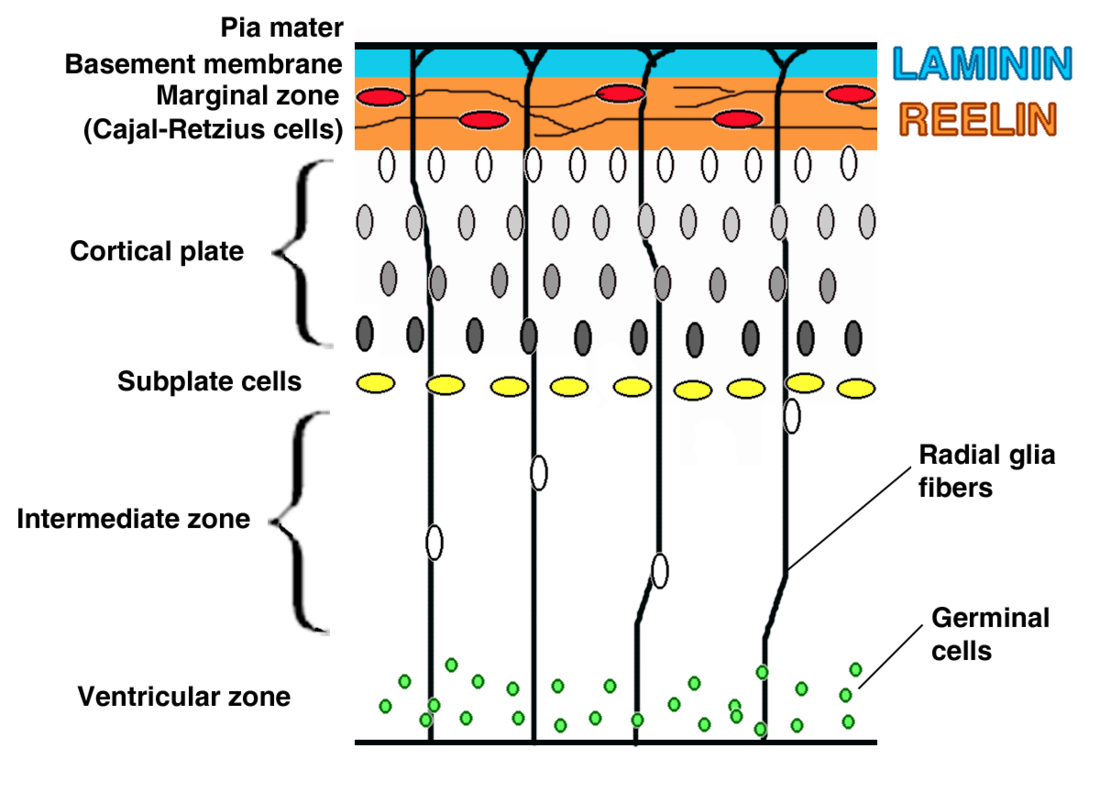 Pia mater
Basement membrane
Marginal zone
(Cajal-Retzius cells)
LAMININ
REELIN
Cortical plate
Subplate cells
Intermediate zone
Radial glia
fibers
Germinal
cells
Ventricular zone